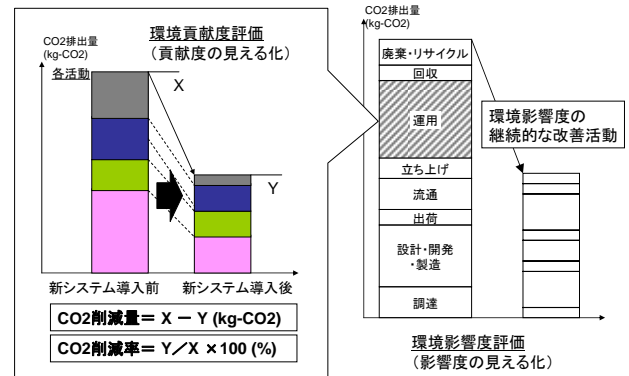 CO2排出量
(kg-CO2)
環境貢献度評価
(貢献度の見える化)
各活動
X
Y
新システム導入前
新システム導入後
CO2削減量＝ X － Y (kg-CO2)
CO2削減率＝ Y／X ×100 (%)
CO2排出量
(kg-CO2)
廃棄・リサイクル
回収
運用
立ち上げ
流通
出荷
設計・開発
・製造
調達
環境影響度の
継続的な改善活動
環境影響度評価
(影響度の見える化)